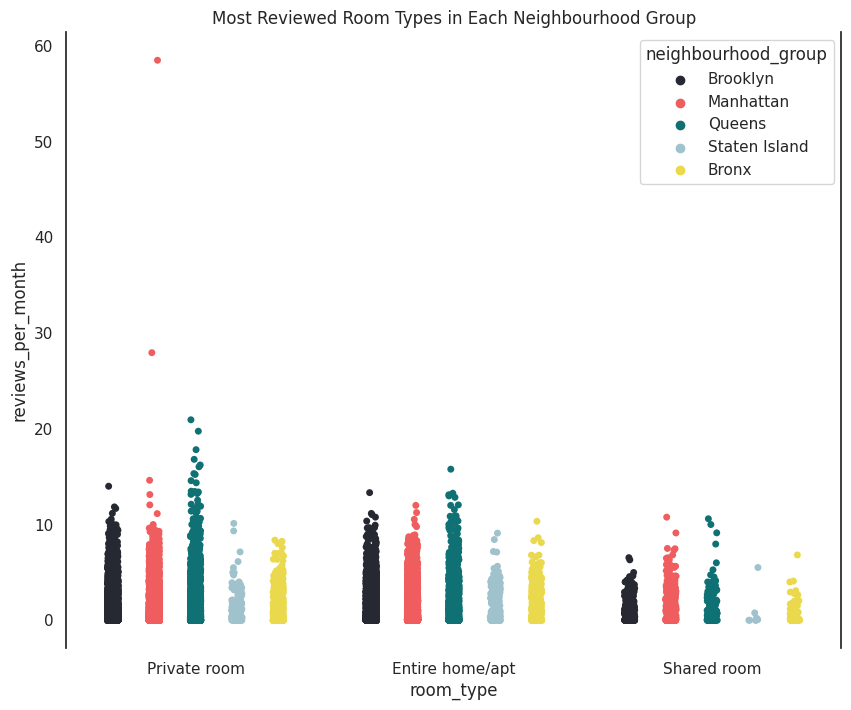 Most Reviewed Room Types in Each Neighbourhood Group
60
50
40
30
20
10
0
reviews_per_month
neighbourhood_group
Brooklyn
Manhattan
Queens
Staten Island
Bronx
Private room
Entire home/apt
Shared room
room_type